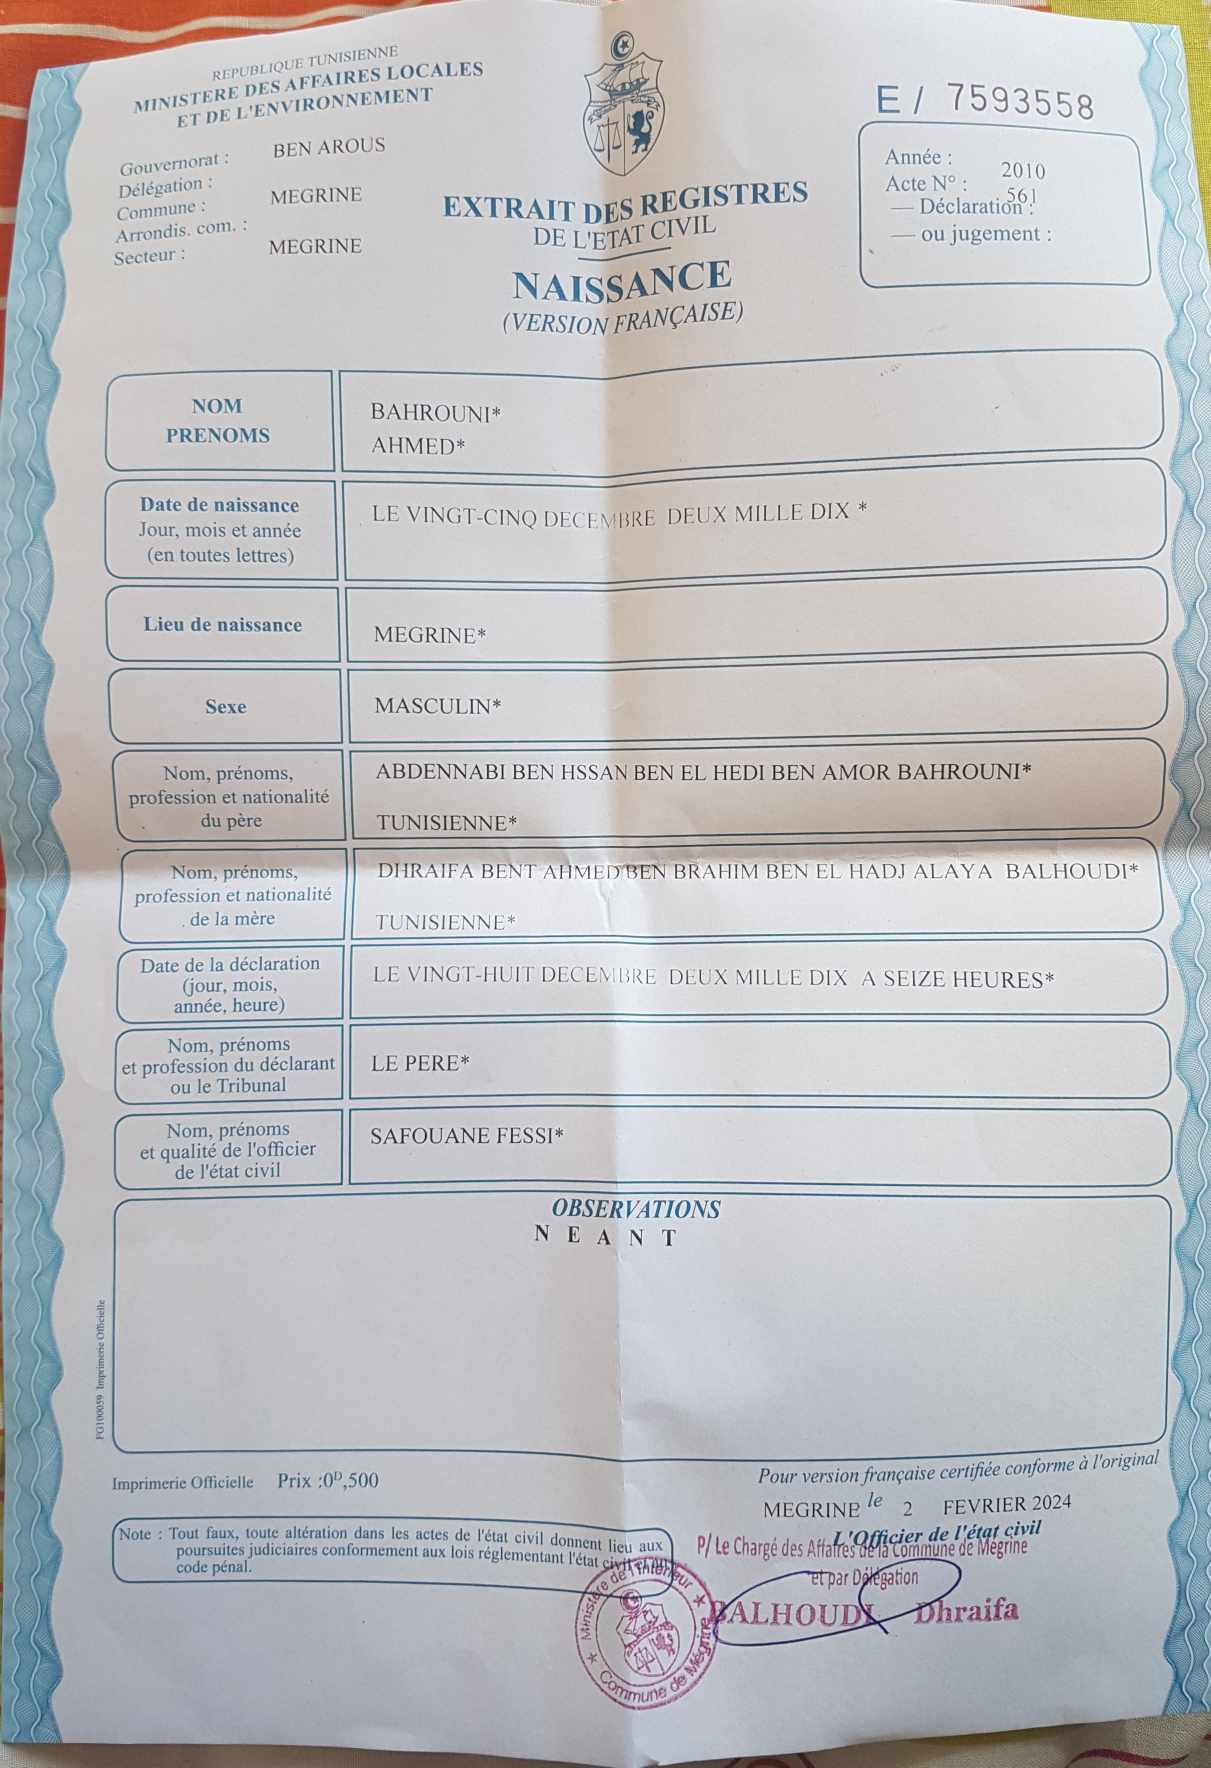 REPUBLIQUE TUNISIENNE
MINISTERE DES AFFAIRES LOCALES
ET DE L'ENVIRONNEMENT
Gouvernorat : BEN AROUS
Délégation :
Commune : MEGRINE
Arrondis. com. :
Secteur : MEGRINE
EXTRAIT DES REGISTRES
DE L'ETAT CIVIL
NAISSANCE
(VERSION FRANÇAISE)
E / 7593558
Année : 2010
Acte N° : 561
— Déclaration :
— ou jugement :
NOM
PRENOMS
BAHROUNI*
AHMED*
Date de naissance
Jour, mois et année
(en toutes lettres)
LE VINGT-CINQ DECEMBRE DEUX MILLE DIX *
Lieu de naissance
MEGRINE*
Sexe
MASCULIN*
Nom, prénoms,
profession et nationalité
du père
ABDENNABI BEN HSSAN BEN EL HEDI BEN AMOR BAHROUNI*
TUNISIENNE*
Nom, prénoms,
profession et nationalité
de la mère
DHRAIFA BENT AHMED BEN BRAHIM BEN EL HADJ ALAYA BALHOUDI*
TUNISIENNE*
Date de la déclaration
(jour, mois,
année, heure)
LE VINGT-HUIT DECEMBRE DEUX MILLE DIX A SEIZE HEURES*
Nom, prénoms
et profession du déclarant
ou le Tribunal
LE PERE*
Nom, prénoms
et qualité de l'officier
de l'état civil
SAFOUANE FESSI*
OBSERVATIONS
N E A N T
PG100059 Imprimerie Officielle
Imprimerie Officielle Prix :0ᴰ,500
Pour version française certifiée conforme à l'original
MEGRINE le 2 FEVRIER 2024
L'Officier de l'état civil
Note : Tout faux, toute altération dans les actes de l'état civil donnent lieu aux
poursuites judiciaires conformement aux lois réglementant l'état civil et au
code pénal.
P/ Le Chargé des Affaires de la Commune de Mégrine
et par Délégation
BALHOUDI Dhraifa
Ministère de l'Intérieur
Commune de Mégrine